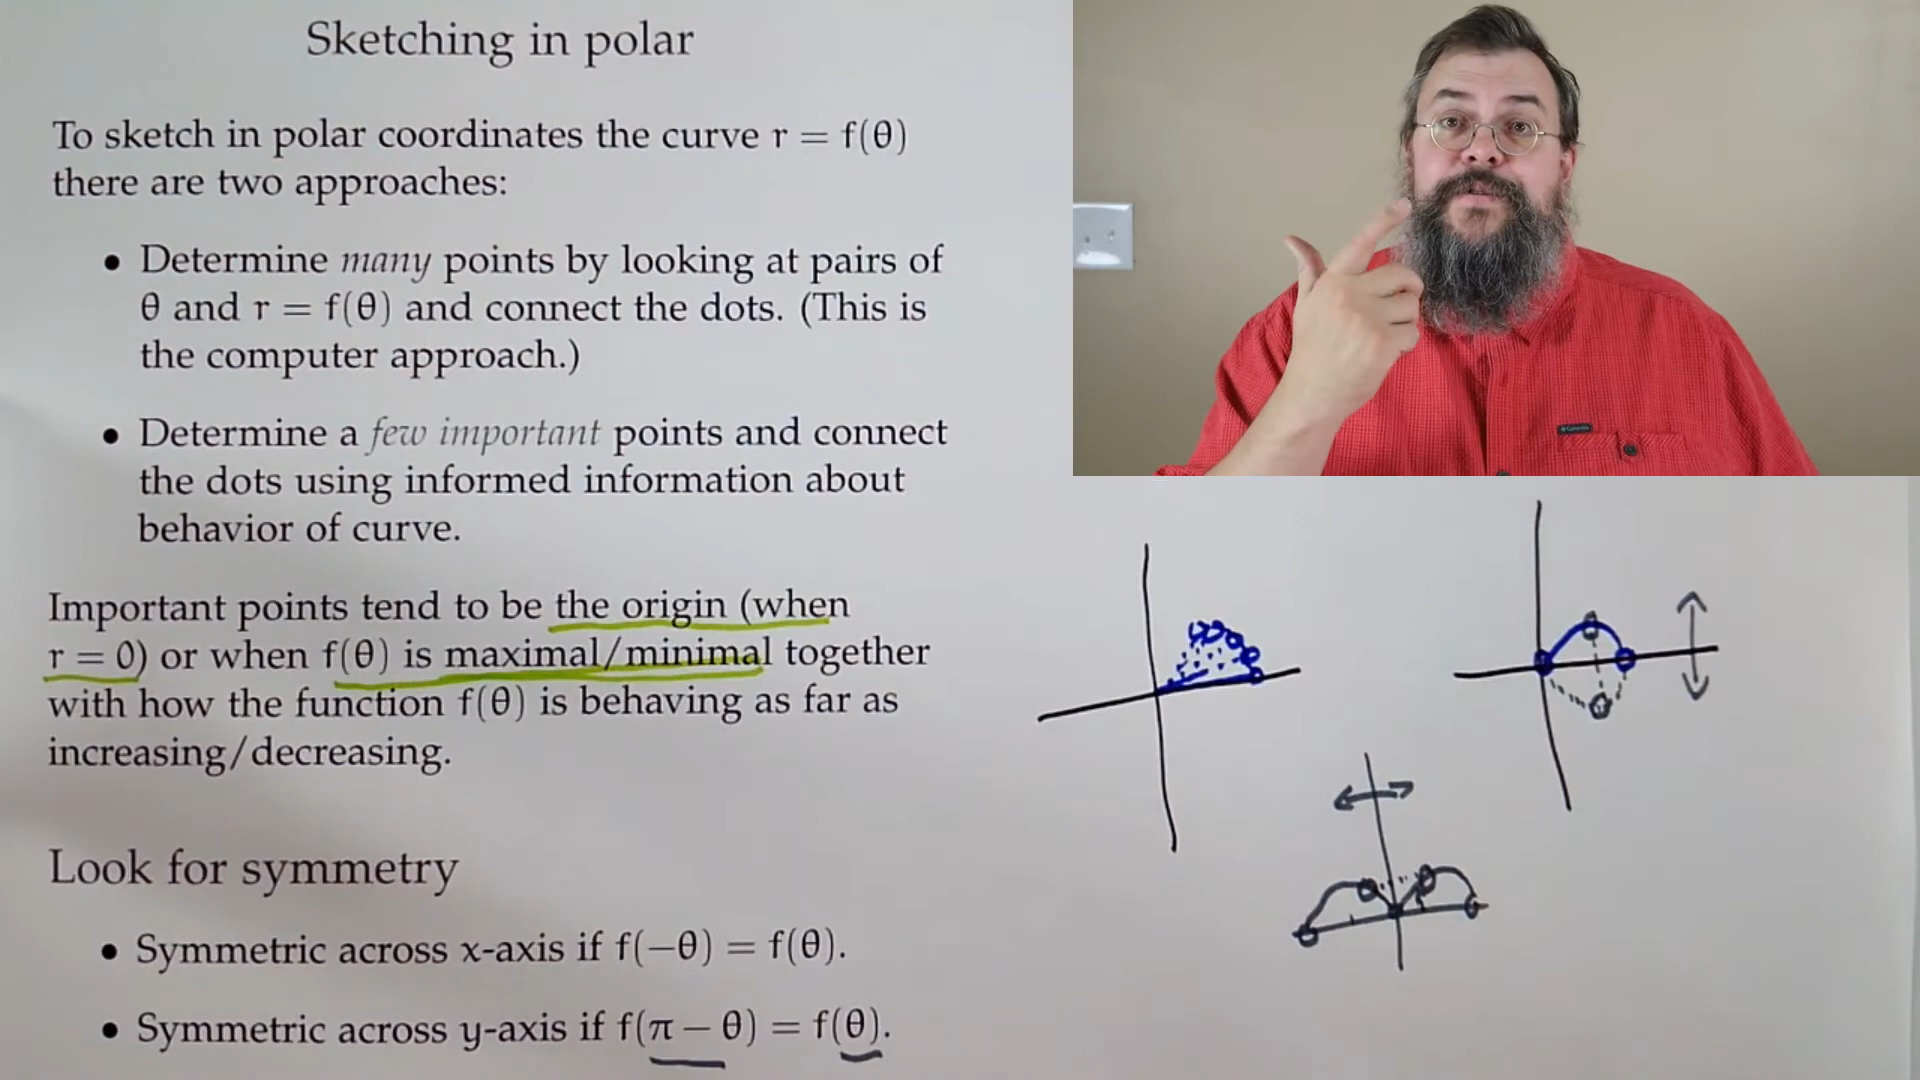 Sketching in polar
To sketch in polar coordinates the curve r = f(θ)
there are two approaches:
• Determine many points by looking at pairs of
θ and r = f(θ) and connect the dots. (This is
the computer approach.)
• Determine a few important points and connect
the dots using informed information about
behavior of curve.
Important points tend to be the origin (when
r = 0) or when f(θ) is maximal/minimal together
with how the function f(θ) is behaving as far as
increasing/decreasing.
Look for symmetry
• Symmetric across x-axis if f(−θ) = f(θ).
• Symmetric across y-axis if f(π − θ) = f(θ).